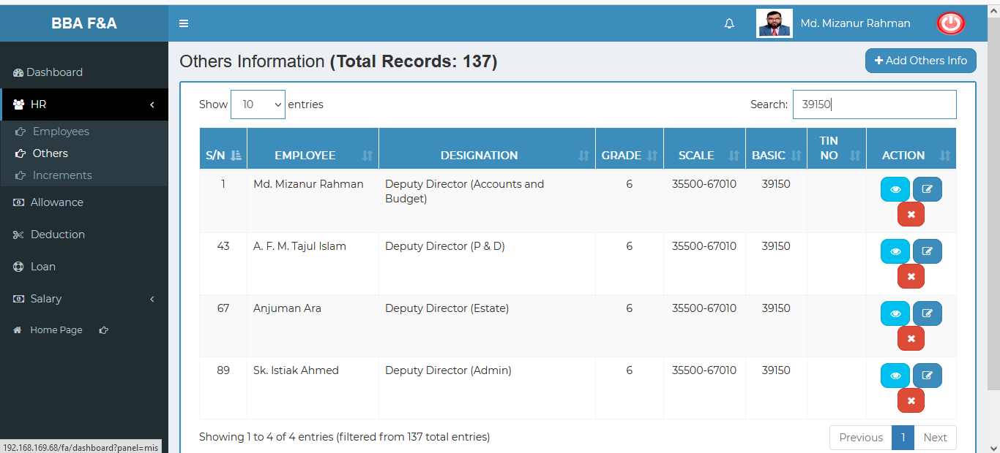 BBA F&A
Md. Mizanur Rahman
Dashboard
HR
Employees
Others
Increments
Allowance
Deduction
Loan
Salary
Home Page
192.168.169.68/fa/dashboard?panel=mis
Others Information (Total Records: 137)
Add Others Info
Show 10 entries
Search: 39150
S/N EMPLOYEE DESIGNATION GRADE SCALE BASIC TIN NO ACTION
1 Md. Mizanur Rahman Deputy Director (Accounts and Budget) 6 35500-67010 39150
43 A. F. M. Tajul Islam Deputy Director (P & D) 6 35500-67010 39150
67 Anjuman Ara Deputy Director (Estate) 6 35500-67010 39150
89 Sk. Istiak Ahmed Deputy Director (Admin) 6 35500-67010 39150
Showing 1 to 4 of 4 entries (filtered from 137 total entries)
Previous 1 Next